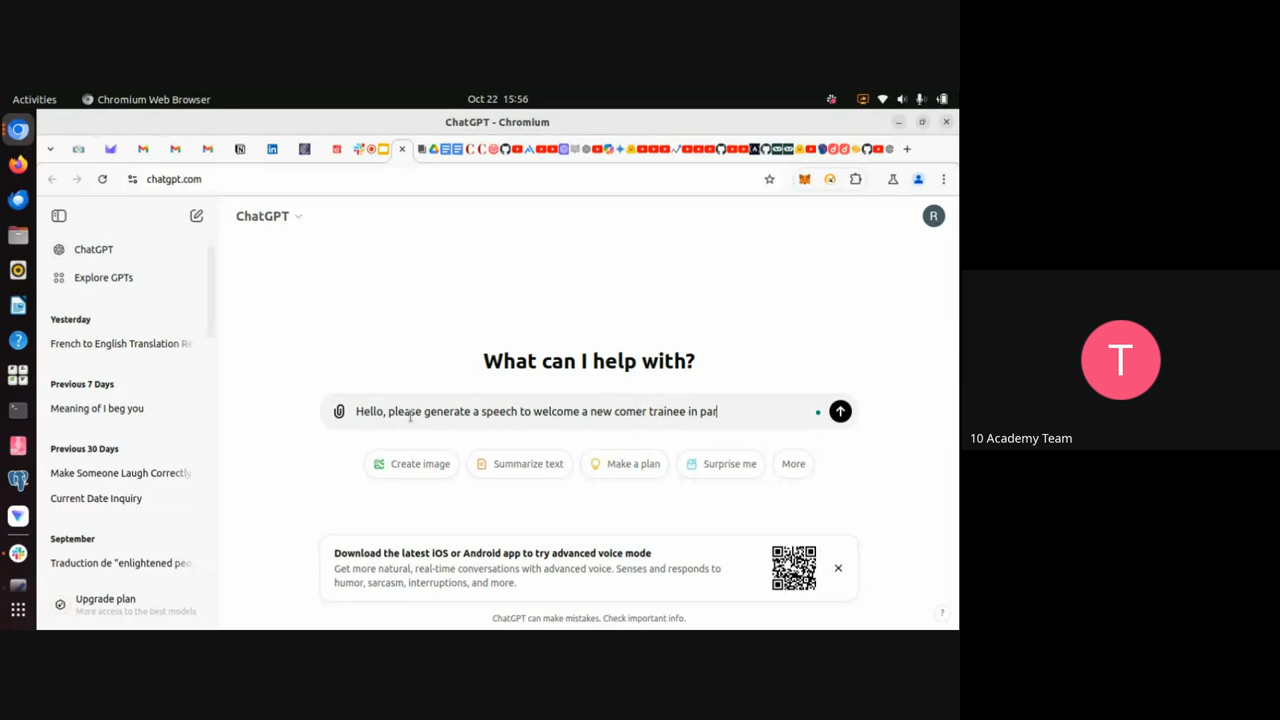 Activities
Chromium Web Browser
Oct 22 15:56
ChatGPT - Chromium
chatgpt.com
ChatGPT
R
ChatGPT
Explore GPTs
Yesterday
French to English Translation Re
Previous 7 Days
Meaning of I beg you
Previous 30 Days
Make Someone Laugh Correctly
Current Date Inquiry
September
Traduction de "enlightened peo
Upgrade plan
More access to the best models
What can I help with?
Hello, please generate a speech to welcome a new comer trainee in par
Create image
Summarize text
Make a plan
Surprise me
More
Download the latest iOS or Android app to try advanced voice mode
Get more natural, real-time conversations with advanced voice. Senses and responds to
humor, sarcasm, interruptions, and more.
ChatGPT can make mistakes. Check important info.
?
T
10 Academy Team